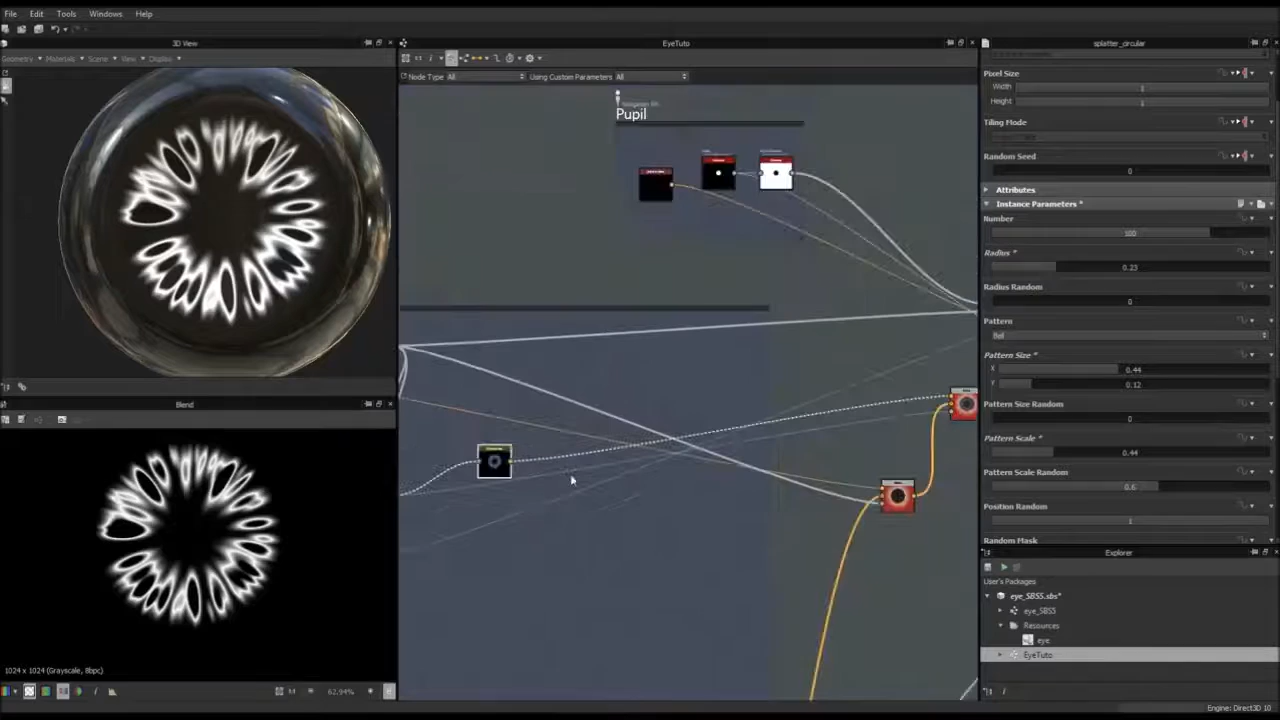 File Edit Tools Windows Help
3D View
EyeTuto
splatter_circular
Geometry Materials Scene View Display
Node Type All
Using Custom Parameters All
Pupil
Pixel Size
Width 1
Height 1
Tiling Mode
Random Seed
0
Attributes
Instance Parameters *
Number
100
Radius *
0.23
Radius Random
0
Pattern
Bell
Pattern Size *
X 0.44
Y 0.12
Pattern Size Random
0
Pattern Scale *
0.44
Pattern Scale Random
0.6
Position Random
1
Random Mask
Blend
1024 x 1024 (Grayscale, 8bpc)
62.94%
Explorer
User's Packages
eye_SBS5.sbs*
eye_SBS5
Resources
eye
EyeTuto
Engine: Direct3D 10